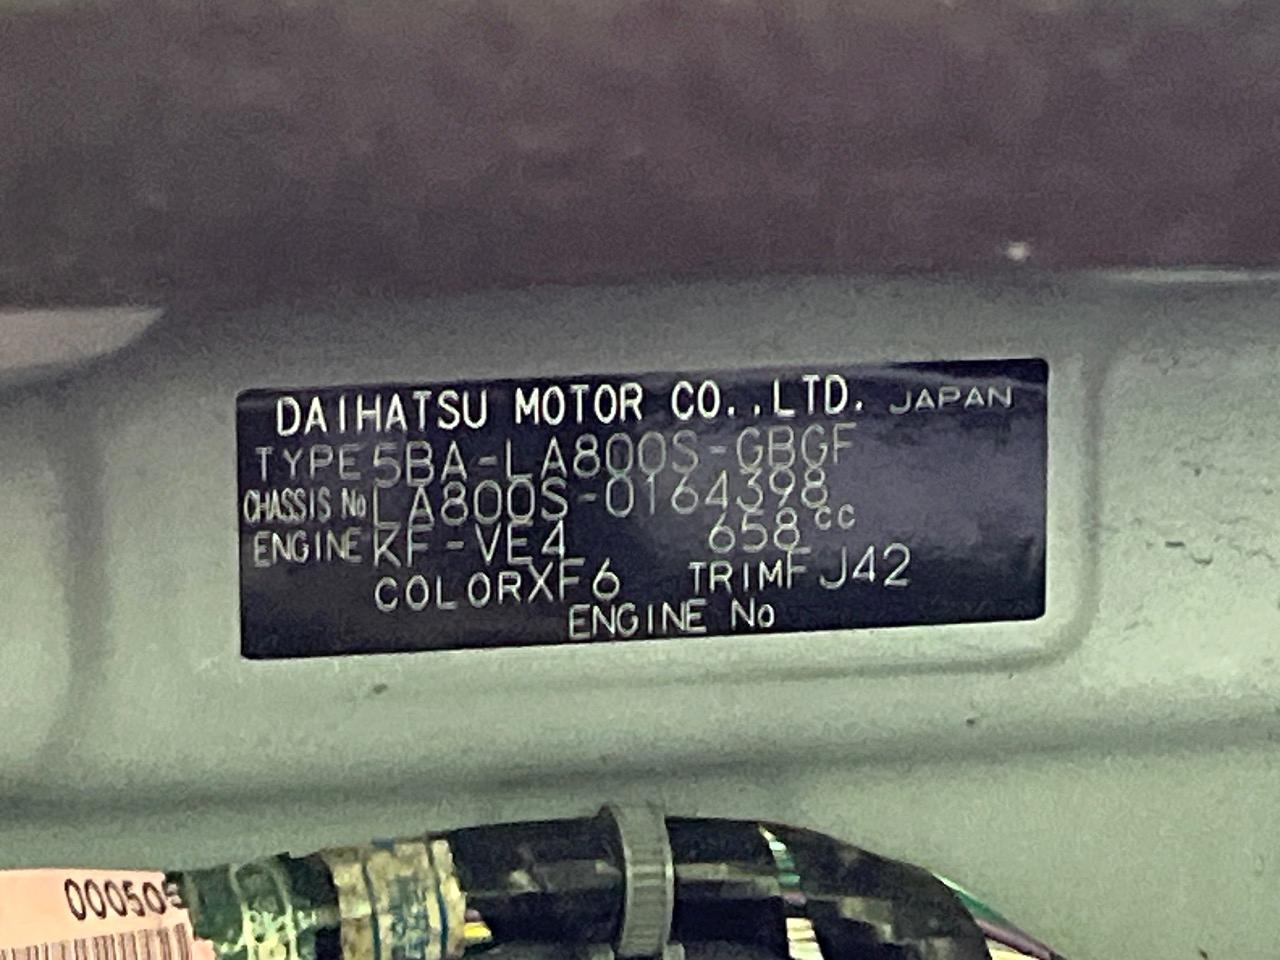 DAIHATSU MOTOR CO.,LTD. JAPAN
TYPE 5BA-LA800S-GBGF
CHASSIS No LA800S-0164398
ENGINE KF-VE4 658cc
COLOR XF6 TRIM FJ42
ENGINE No